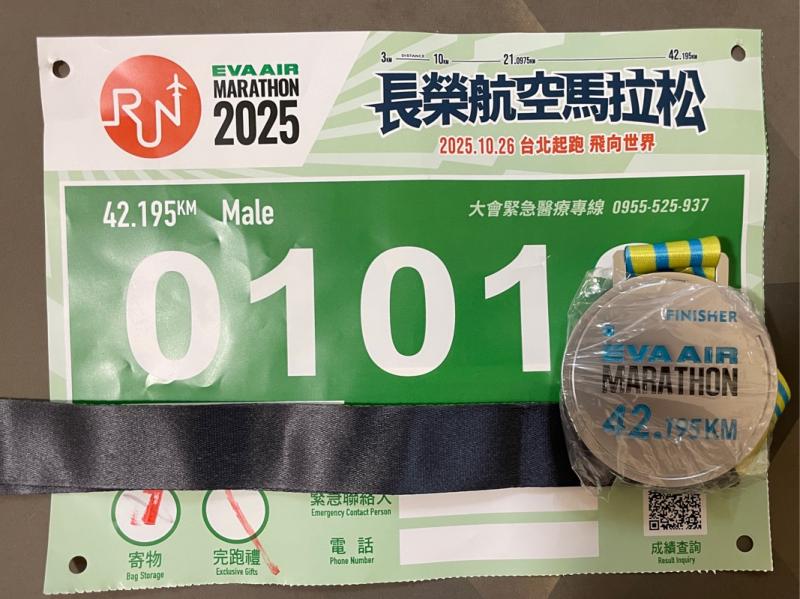 RUN
EVA AIR
MARATHON
2025
3KM DISTANCE 10KM 21.0975KM 42.195KM
長榮航空馬拉松
2025.10.26 台北起跑 飛向世界
42.195KM Male
大會緊急醫療專線 0955-525-937
0101
FINISHER
EVA AIR
MARATHON
42.195KM
寄物
Bag Storage
完跑禮
Exclusive Gifts
緊急聯絡人
Emergency Contact Person
電話
Phone Number
成績查詢
Result Inquiry